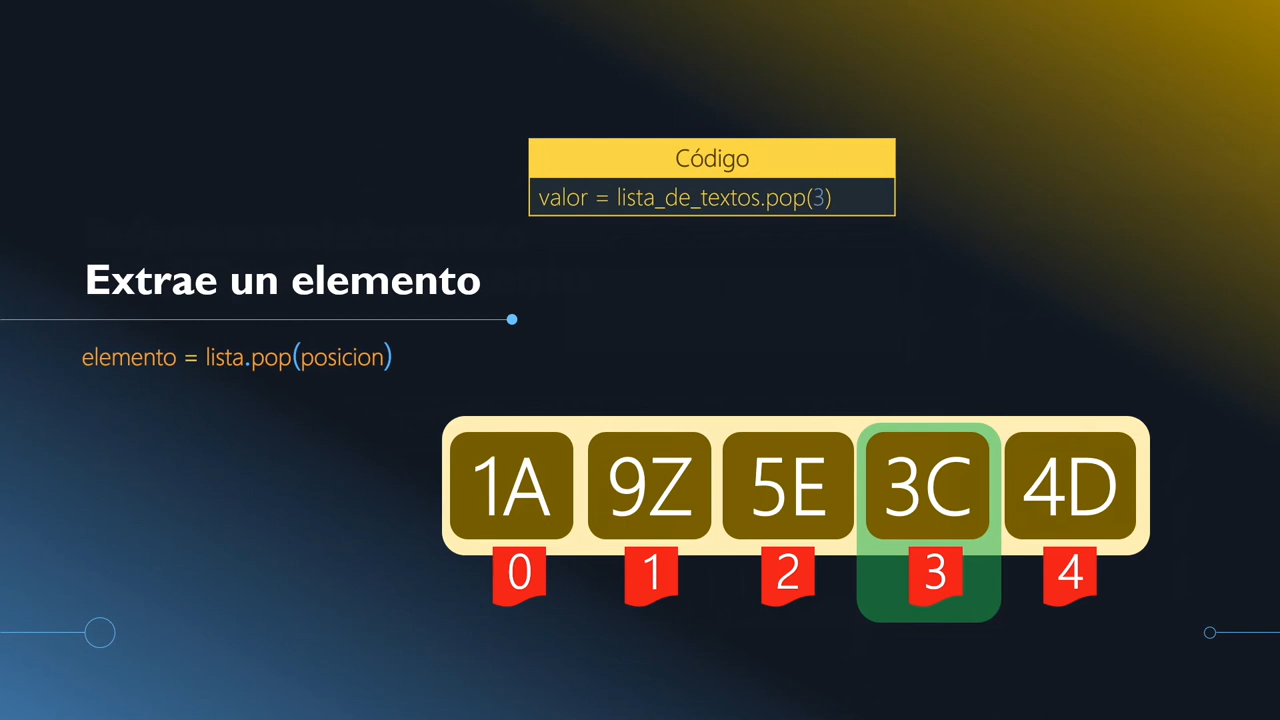 Código
valor = lista_de_textos.pop(3)
Extrae un elemento
elemento = lista.pop(posicion)
1A 9Z 5E 3C 4D
0 1 2 3 4